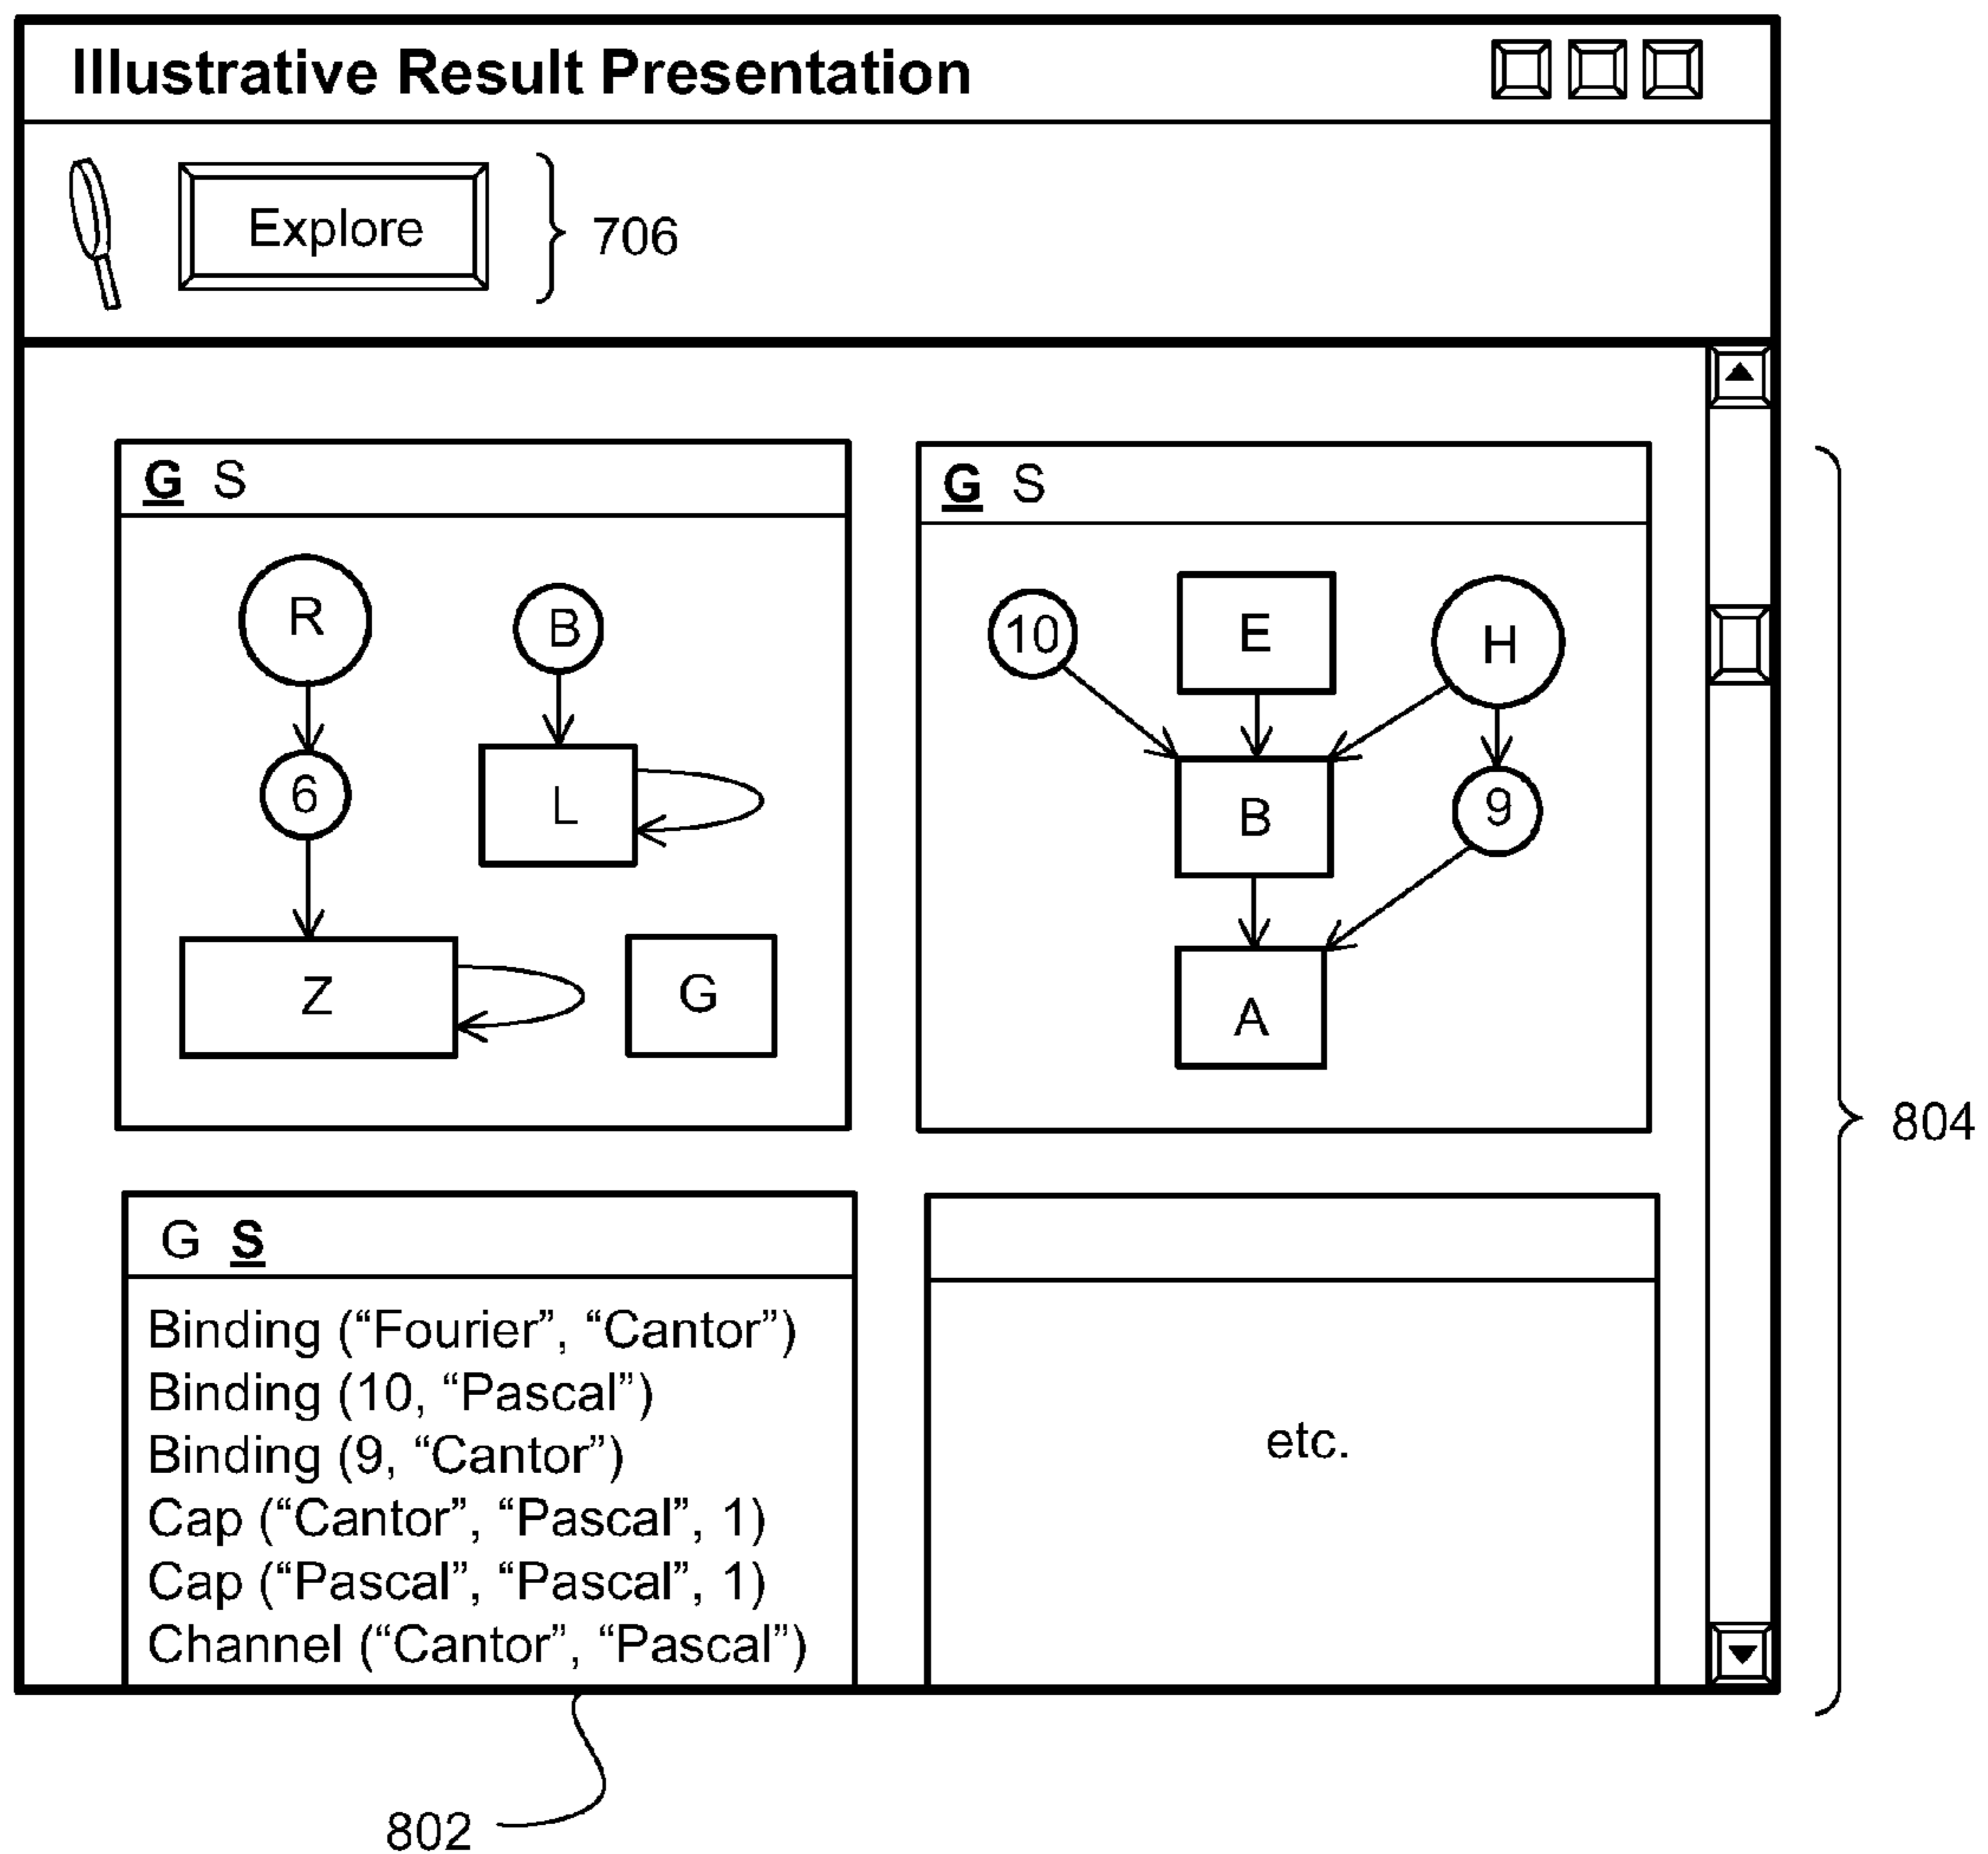 Illustrative Result Presentation
Explore
706
G S
R
B
6
L
Z
G
G S
10
E
H
B
9
A
804
G S
Binding (“Fourier”, “Cantor”)
Binding (10, “Pascal”)
Binding (9, “Cantor”)
Cap (“Cantor”, “Pascal”, 1)
Cap (“Pascal”, “Pascal”, 1)
Channel (“Cantor”, “Pascal”)
etc.
802